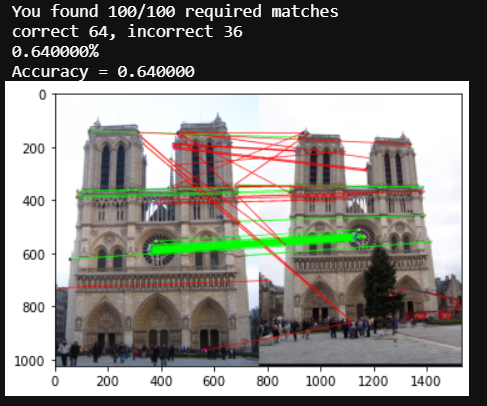 You found 100/100 required matches
correct 64, incorrect 36
0.640000%
Accuracy = 0.640000
0
200
400
600
800
1000
0 200 400 600 800 1000 1200 1400